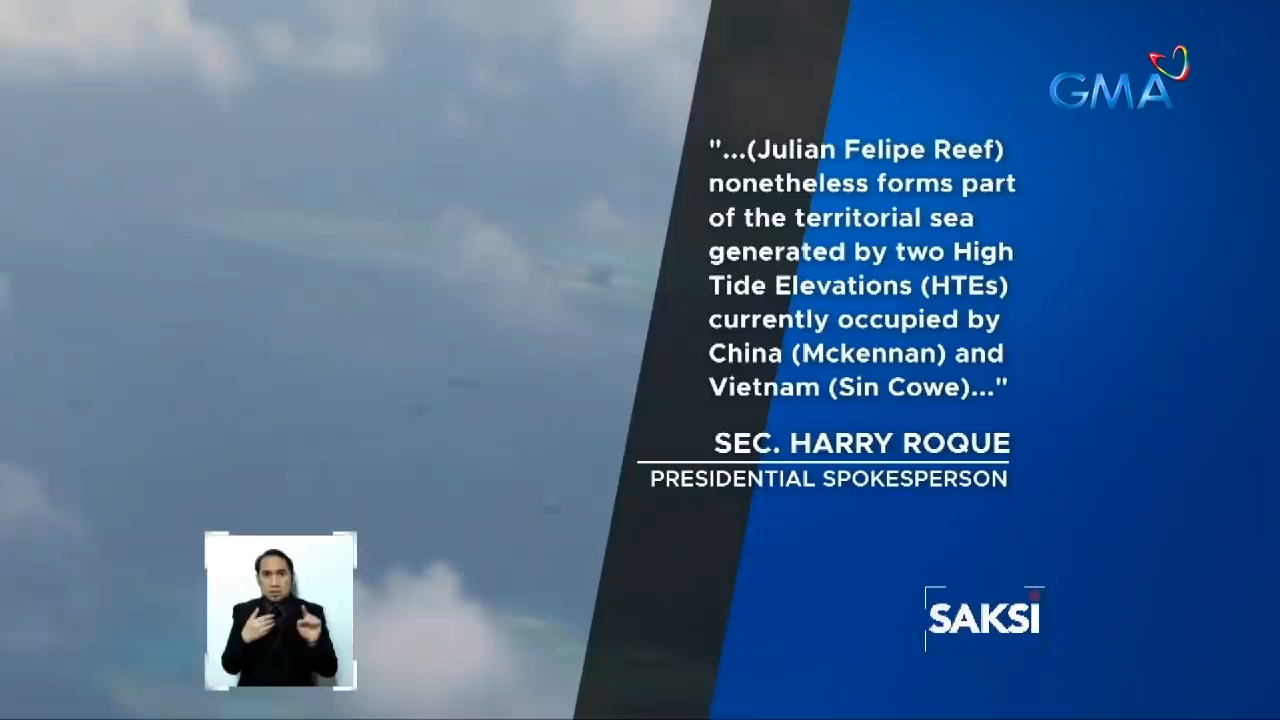 GMA
"...(Julian Felipe Reef)
nonetheless forms part
of the territorial sea
generated by two High
Tide Elevations (HTEs)
currently occupied by
China (Mckennan) and
Vietnam (Sin Cowe)..."
SEC. HARRY ROQUE
PRESIDENTIAL SPOKESPERSON
SAKSI